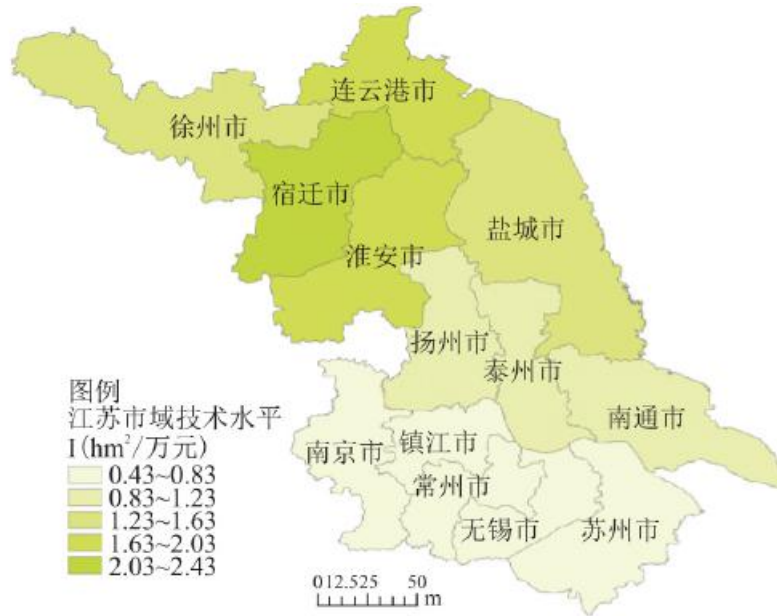 连云港市
徐州市
宿迁市
盐城市
淮安市
扬州市
泰州市
南通市
南京市
镇江市
常州市
无锡市
苏州市
图例
江苏市域技术水平
I(hm²/万元)
0.43~0.83
0.83~1.23
1.23~1.63
1.63~2.03
2.03~2.43
012.525 50
m